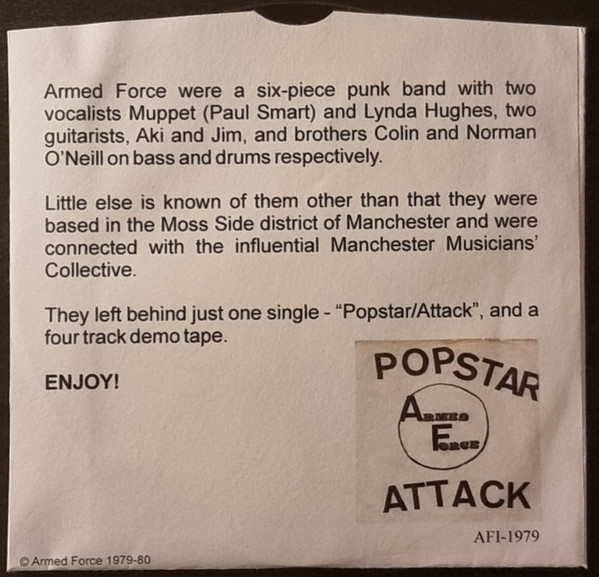 Armed Force were a six-piece punk band with two
vocalists Muppet (Paul Smart) and Lynda Hughes, two
guitarists, Aki and Jim, and brothers Colin and Norman
O'Neill on bass and drums respectively.
Little else is known of them other than that they were
based in the Moss Side district of Manchester and were
connected with the influential Manchester Musicians'
Collective.
They left behind just one single - “Popstar/Attack”, and a
four track demo tape.
ENJOY!
POPSTAR
ARMED
FORCE
ATTACK
AFI-1979
© Armed Force 1979-80